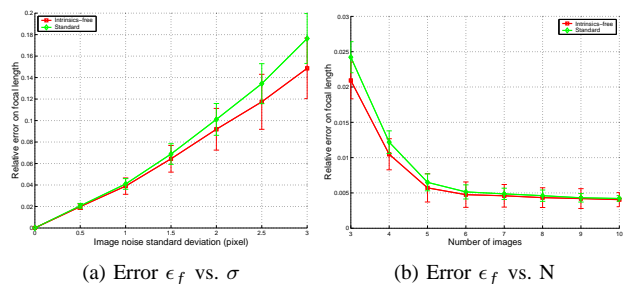 Intrinsics-free
Standard
0.2
0.18
0.16
0.14
0.12
0.1
0.08
0.06
0.04
0.02
0
0 0.5 1 1.5 2 2.5 3
Relative error on focal length
Image noise standard deviation (pixel)
(a) Error ϵ_f vs. σ
Intrinsics-free
Standard
0.03
0.025
0.02
0.015
0.01
0.005
0
3 4 5 6 7 8 9 10
Relative error on focal length
Number of images
(b) Error ϵ_f vs. N